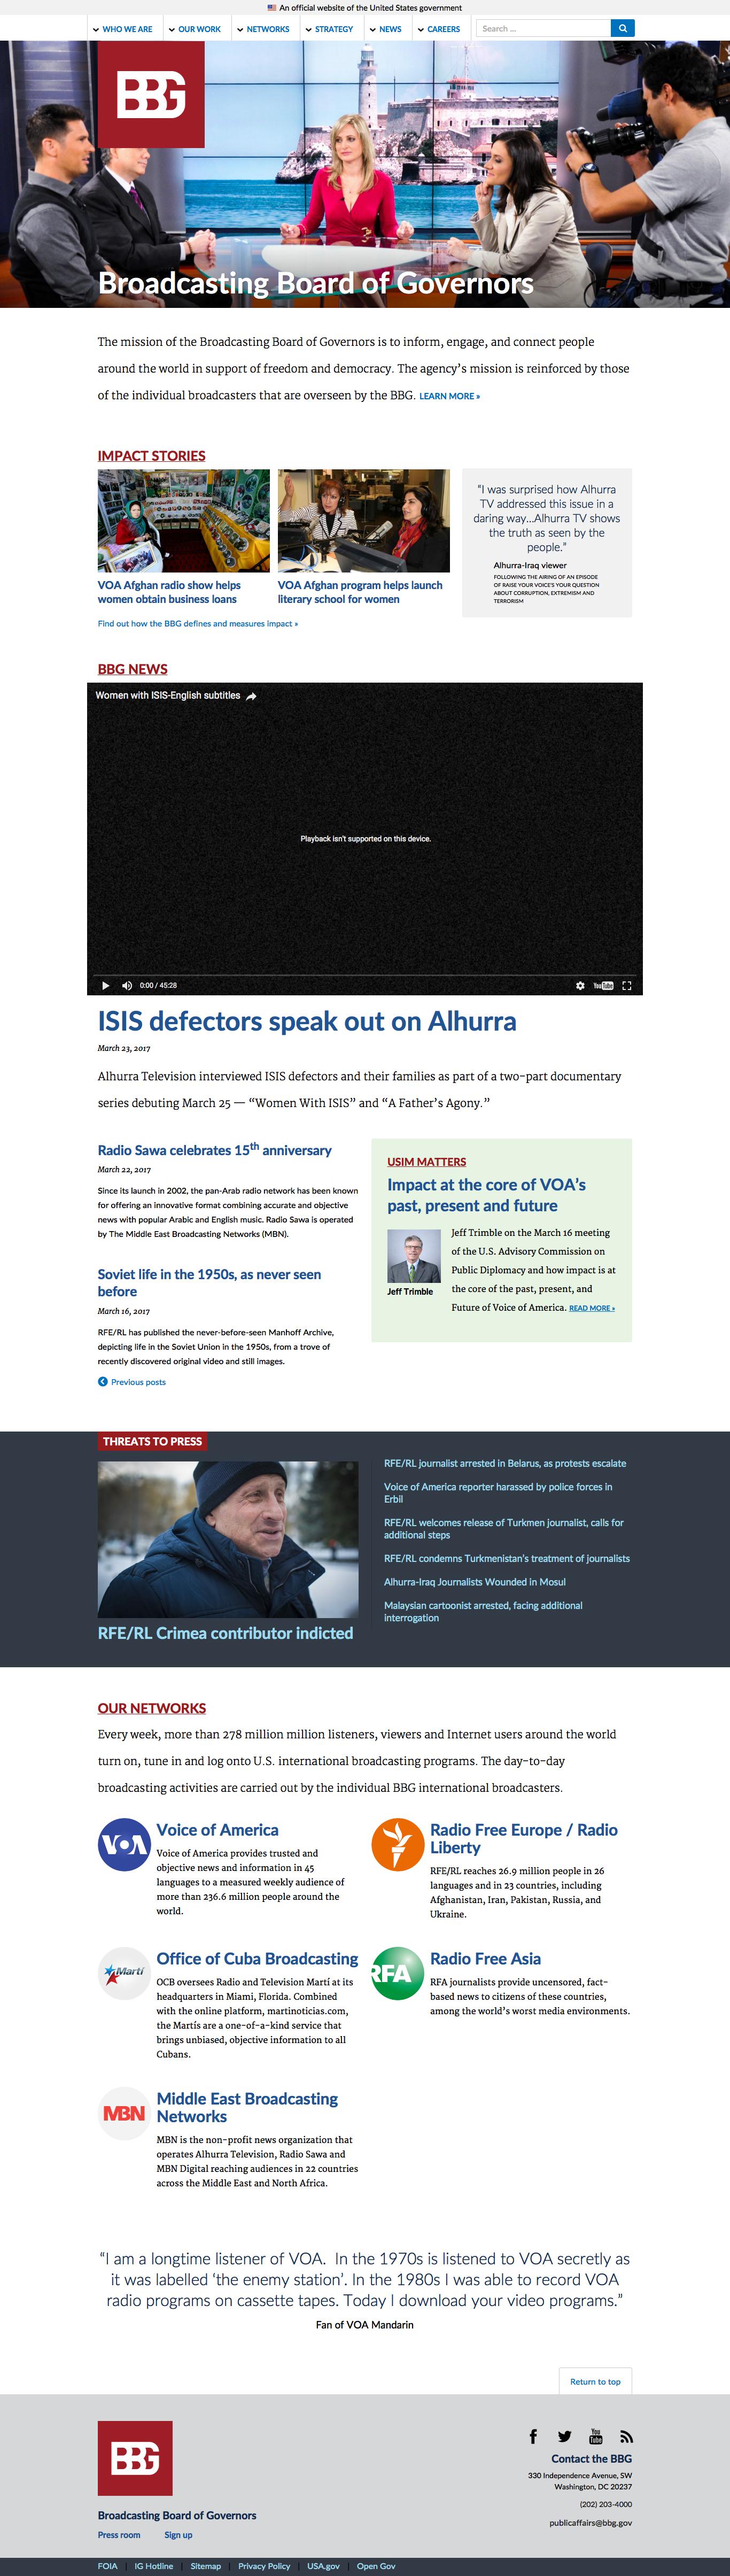 An official website of the United States government
WHO WE ARE
OUR WORK
NETWORKS
STRATEGY
NEWS
CAREERS
Search ...
BBG
Broadcasting Board of Governors
The mission of the Broadcasting Board of Governors is to inform, engage, and connect people
around the world in support of freedom and democracy. The agency’s mission is reinforced by those
of the individual broadcasters that are overseen by the BBG. LEARN MORE »
IMPACT STORIES
VOA Afghan radio show helps
women obtain business loans
VOA Afghan program helps launch
literary school for women
Find out how the BBG defines and measures impact »
“I was surprised how Alhurra
TV addressed this issue in a
daring way…Alhurra TV shows
the truth as seen by the
people.”
Alhurra-Iraq viewer
FOLLOWING THE AIRING OF AN EPISODE
OF RAISE YOUR VOICE'S YOUR QUESTION
ABOUT CORRUPTION, EXTREMISM AND
TERRORISM
BBG NEWS
Women with ISIS-English subtitles
Playback isn't supported on this device.
0:00 / 45:28
YouTube
ISIS defectors speak out on Alhurra
March 23, 2017
Alhurra Television interviewed ISIS defectors and their families as part of a two-part documentary
series debuting March 25 — “Women With ISIS” and “A Father’s Agony.”
Radio Sawa celebrates 15th anniversary
March 22, 2017
Since its launch in 2002, the pan-Arab radio network has been known
for offering an innovative format combining accurate and objective
news with popular Arabic and English music. Radio Sawa is operated
by The Middle East Broadcasting Networks (MBN).
Soviet life in the 1950s, as never seen
before
March 16, 2017
RFE/RL has published the never-before-seen Manhoff Archive,
depicting life in the Soviet Union in the 1950s, from a trove of
recently discovered original video and still images.
Previous posts
USIM MATTERS
Impact at the core of VOA’s
past, present and future
Jeff Trimble
Jeff Trimble on the March 16 meeting
of the U.S. Advisory Commission on
Public Diplomacy and how impact is at
the core of the past, present, and
Future of Voice of America. READ MORE »
THREATS TO PRESS
RFE/RL Crimea contributor indicted
RFE/RL journalist arrested in Belarus, as protests escalate
Voice of America reporter harassed by police forces in
Erbil
RFE/RL welcomes release of Turkmen journalist, calls for
additional steps
RFE/RL condemns Turkmenistan’s treatment of journalists
Alhurra-Iraq Journalists Wounded in Mosul
Malaysian cartoonist arrested, facing additional
interrogation
OUR NETWORKS
Every week, more than 278 million million listeners, viewers and Internet users around the world
turn on, tune in and log onto U.S. international broadcasting programs. The day-to-day
broadcasting activities are carried out by the individual BBG international broadcasters.
VOA
Voice of America
Voice of America provides trusted and
objective news and information in 45
languages to a measured weekly audience of
more than 236.6 million people around the
world.
Radio Free Europe / Radio
Liberty
RFE/RL reaches 26.9 million people in 26
languages and in 23 countries, including
Afghanistan, Iran, Pakistan, Russia, and
Ukraine.
Martí
Office of Cuba Broadcasting
OCB oversees Radio and Television Martí at its
headquarters in Miami, Florida. Combined
with the online platform, martinoticias.com,
the Martís are a one-of-a-kind service that
brings unbiased, objective information to all
Cubans.
RFA
Radio Free Asia
RFA journalists provide uncensored, fact-
based news to citizens of these countries,
among the world’s worst media environments.
MBN
Middle East Broadcasting
Networks
MBN is the non-profit news organization that
operates Alhurra Television, Radio Sawa and
MBN Digital reaching audiences in 22 countries
across the Middle East and North Africa.
“I am a longtime listener of VOA. In the 1970s is listened to VOA secretly as
it was labelled ‘the enemy station’. In the 1980s I was able to record VOA
radio programs on cassette tapes. Today I download your video programs.”
Fan of VOA Mandarin
Return to top
BBG
Broadcasting Board of Governors
Press room
Sign up
You Tube
Contact the BBG
330 Independence Avenue, SW
Washington, DC 20237
(202) 203-4000
publicaffairs@bbg.gov
FOIA
IG Hotline
Sitemap
Privacy Policy
USA.gov
Open Gov